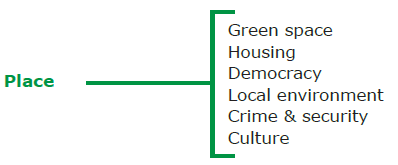 Place
Green space
Housing
Democracy
Local environment
Crime & security
Culture